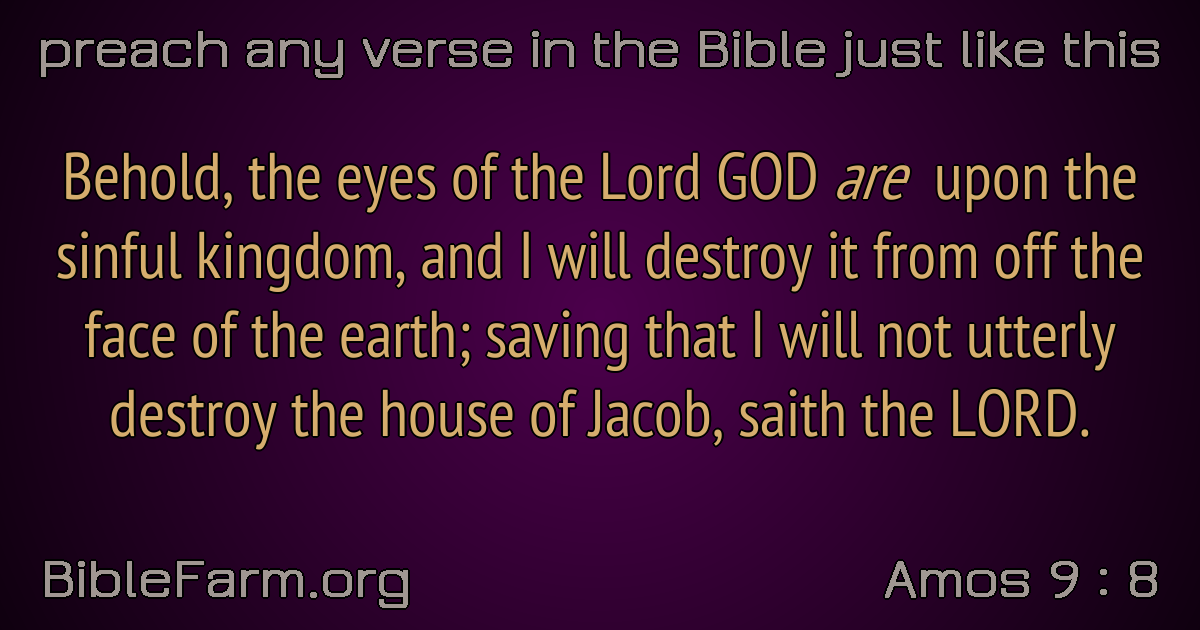 preach any verse in the Bible just like this
Behold, the eyes of the Lord GOD are upon the
sinful kingdom, and I will destroy it from off the
face of the earth; saving that I will not utterly
destroy the house of Jacob, saith the LORD.
BibleFarm.org
Amos 9 : 8